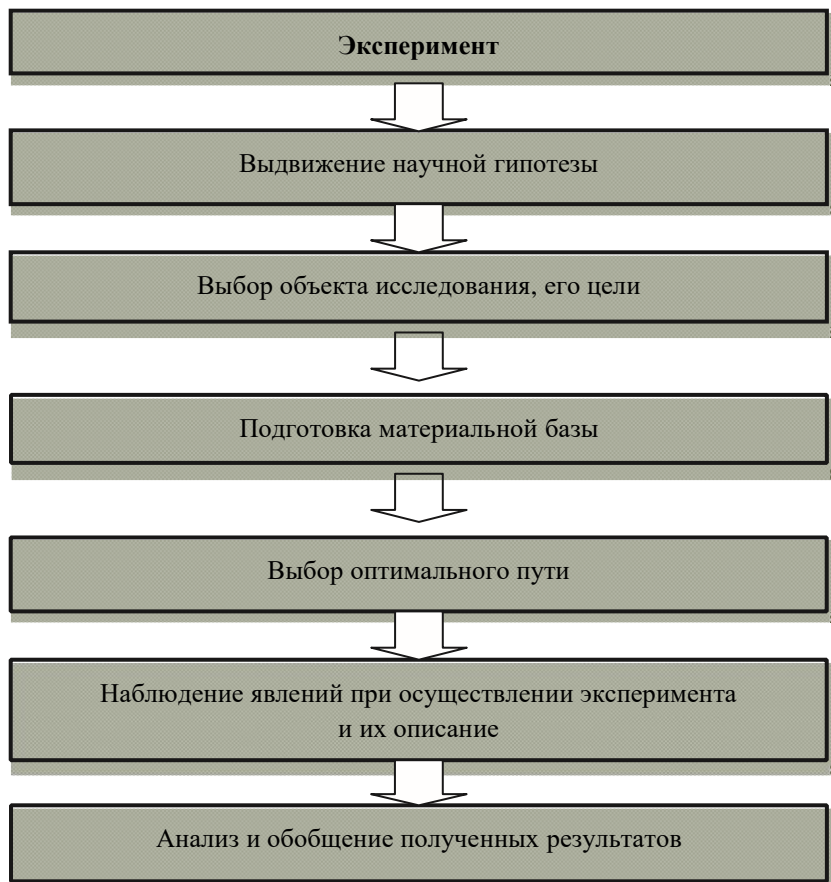 Эксперимент
Выдвижение научной гипотезы
Выбор объекта исследования, его цели
Подготовка материальной базы
Выбор оптимального пути
Наблюдение явлений при осуществлении эксперимента
и их описание
Анализ и обобщение полученных результатов